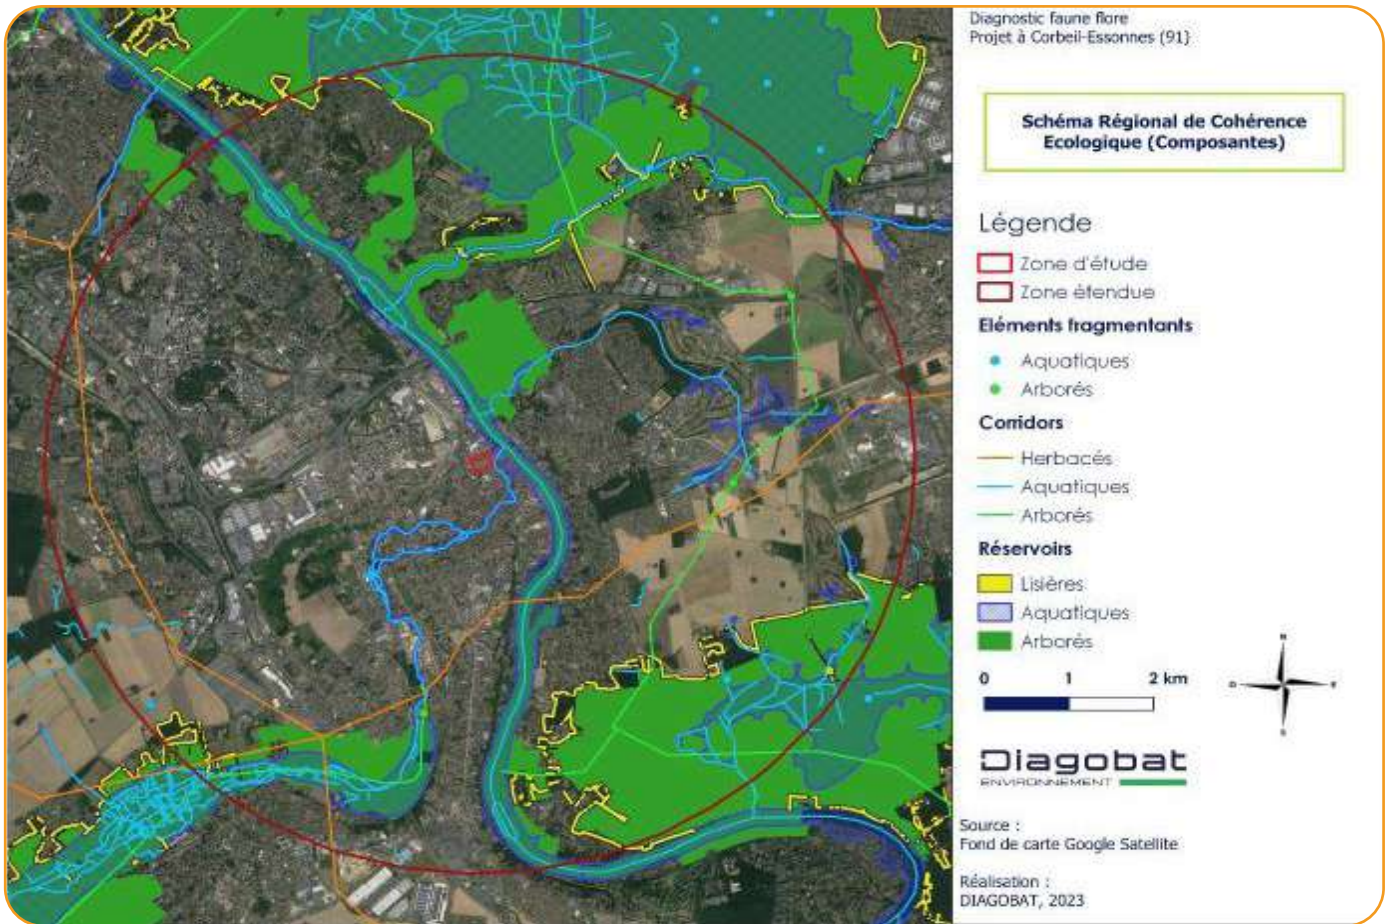 Diagnostic faune flore
Projet à Corbeil-Essonnes (91)
Schéma Régional de Cohérence
Ecologique (Composantes)
Légende
Zone d'étude
Zone étendue
Eléments fragmentants
Aquatiques
Arborés
Corridors
Herbacés
Aquatiques
Arborés
Réservoirs
Lisières
Aquatiques
Arborés
0 1 2 km
N
O E
S
Diagobat
ENVIRONNEMENT
Source :
Fond de carte Google Satellite
Réalisation :
DIAGOBAT, 2023